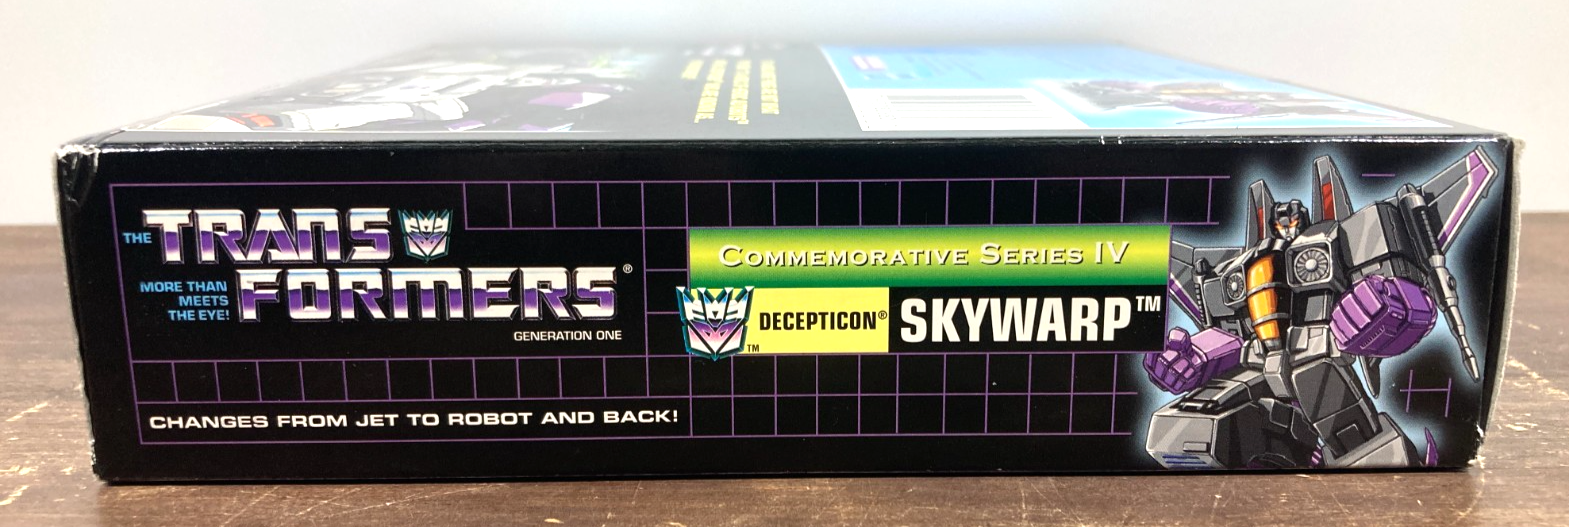 THE TRANS
FORMERS®
MORE THAN
MEETS
THE EYE!
GENERATION ONE
COMMEMORATIVE SERIES IV
DECEPTICON® SKYWARP™
TM
CHANGES FROM JET TO ROBOT AND BACK!